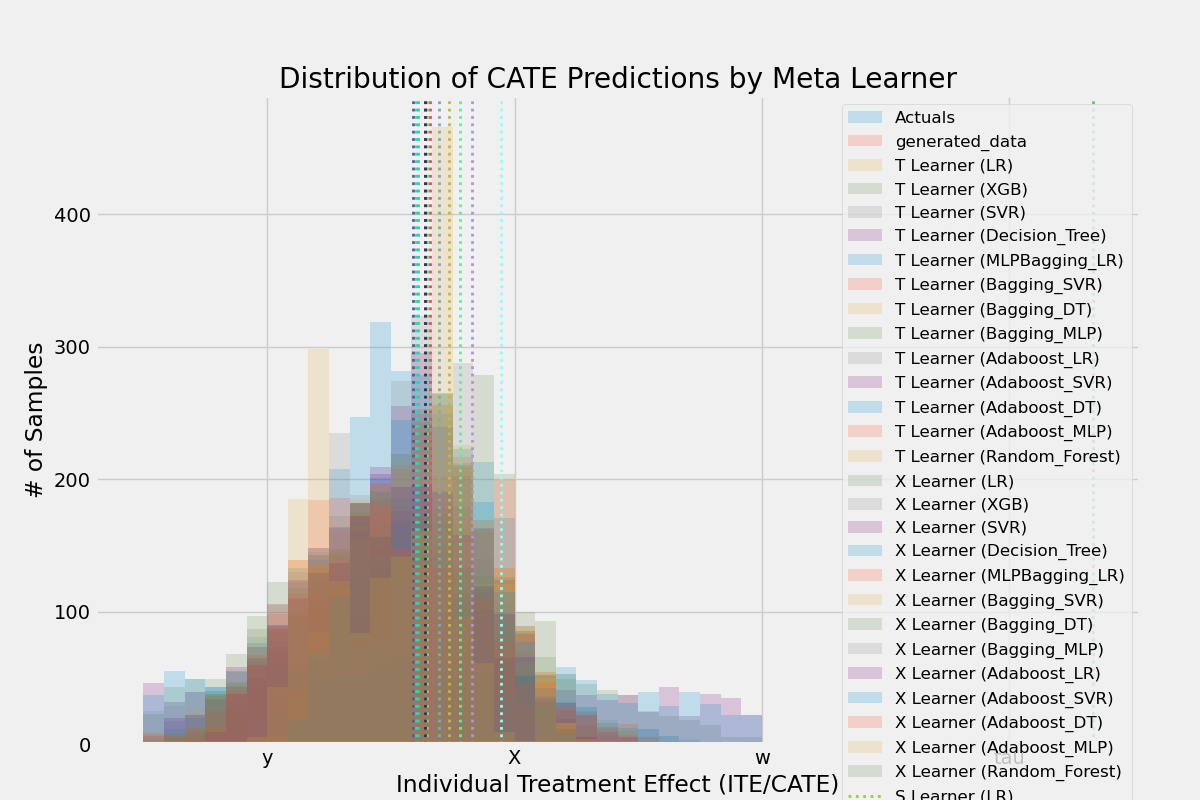 Distribution of CATE Predictions by Meta Learner
# of Samples
400
300
200
100
0
y
X
w
tau
Individual Treatment Effect (ITE/CATE)
Actuals
generated_data
T Learner (LR)
T Learner (XGB)
T Learner (SVR)
T Learner (Decision_Tree)
T Learner (MLPBagging_LR)
T Learner (Bagging_SVR)
T Learner (Bagging_DT)
T Learner (Bagging_MLP)
T Learner (Adaboost_LR)
T Learner (Adaboost_SVR)
T Learner (Adaboost_DT)
T Learner (Adaboost_MLP)
T Learner (Random_Forest)
X Learner (LR)
X Learner (XGB)
X Learner (SVR)
X Learner (Decision_Tree)
X Learner (MLPBagging_LR)
X Learner (Bagging_SVR)
X Learner (Bagging_DT)
X Learner (Bagging_MLP)
X Learner (Adaboost_LR)
X Learner (Adaboost_SVR)
X Learner (Adaboost_DT)
X Learner (Adaboost_MLP)
X Learner (Random_Forest)
S Learner (LR)